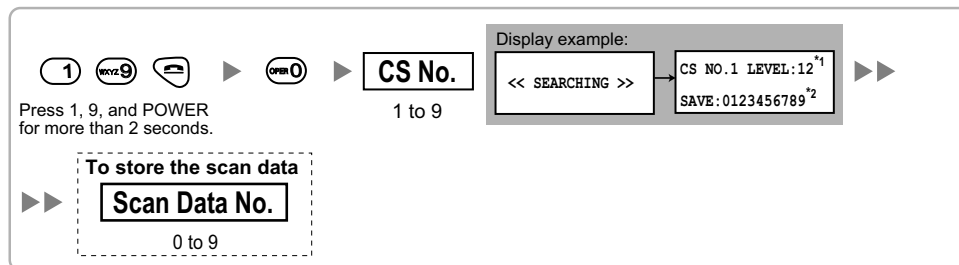 Display example:
1 WXYZ9 OPER0 CS No. << SEARCHING >> CS NO.1 LEVEL:12*1
SAVE:0123456789*2
Press 1, 9, and POWER
for more than 2 seconds.
1 to 9
To store the scan data
Scan Data No.
0 to 9